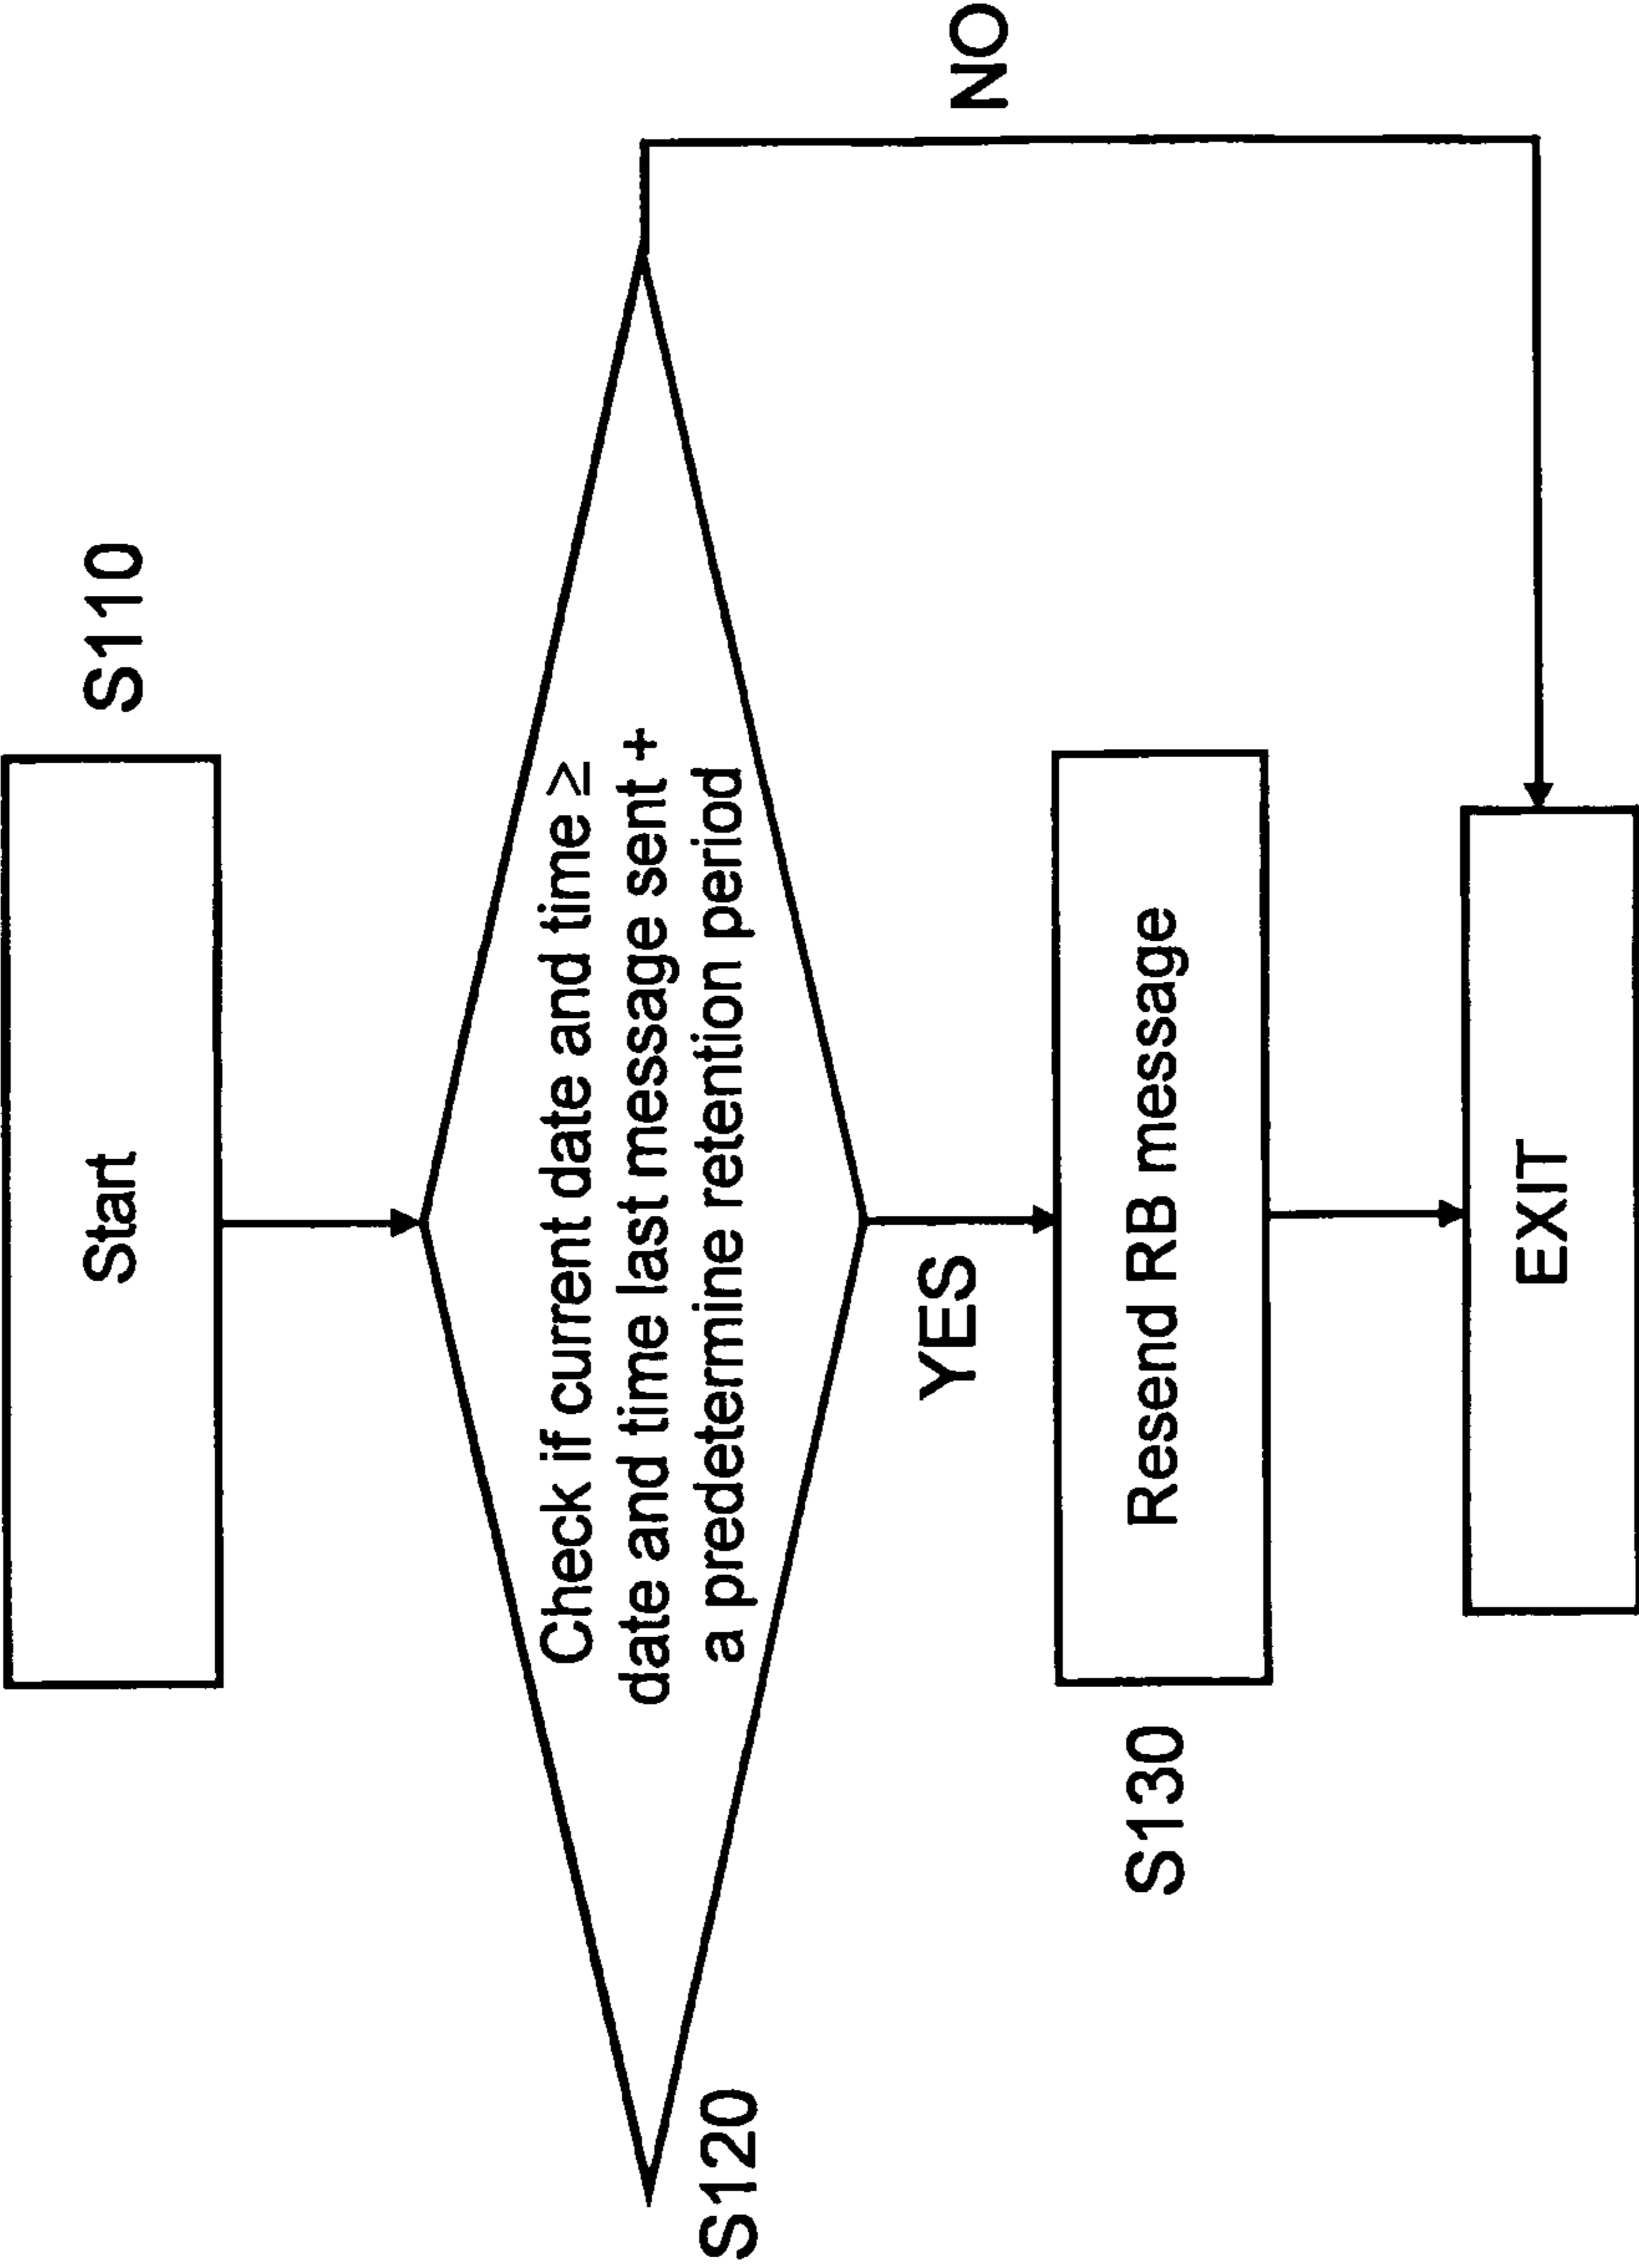 Start
S110
Check if current date and time ≥
date and time last message sent +
a predetermine retention period
S120
YES
NO
Resend RB message
S130
EXIT